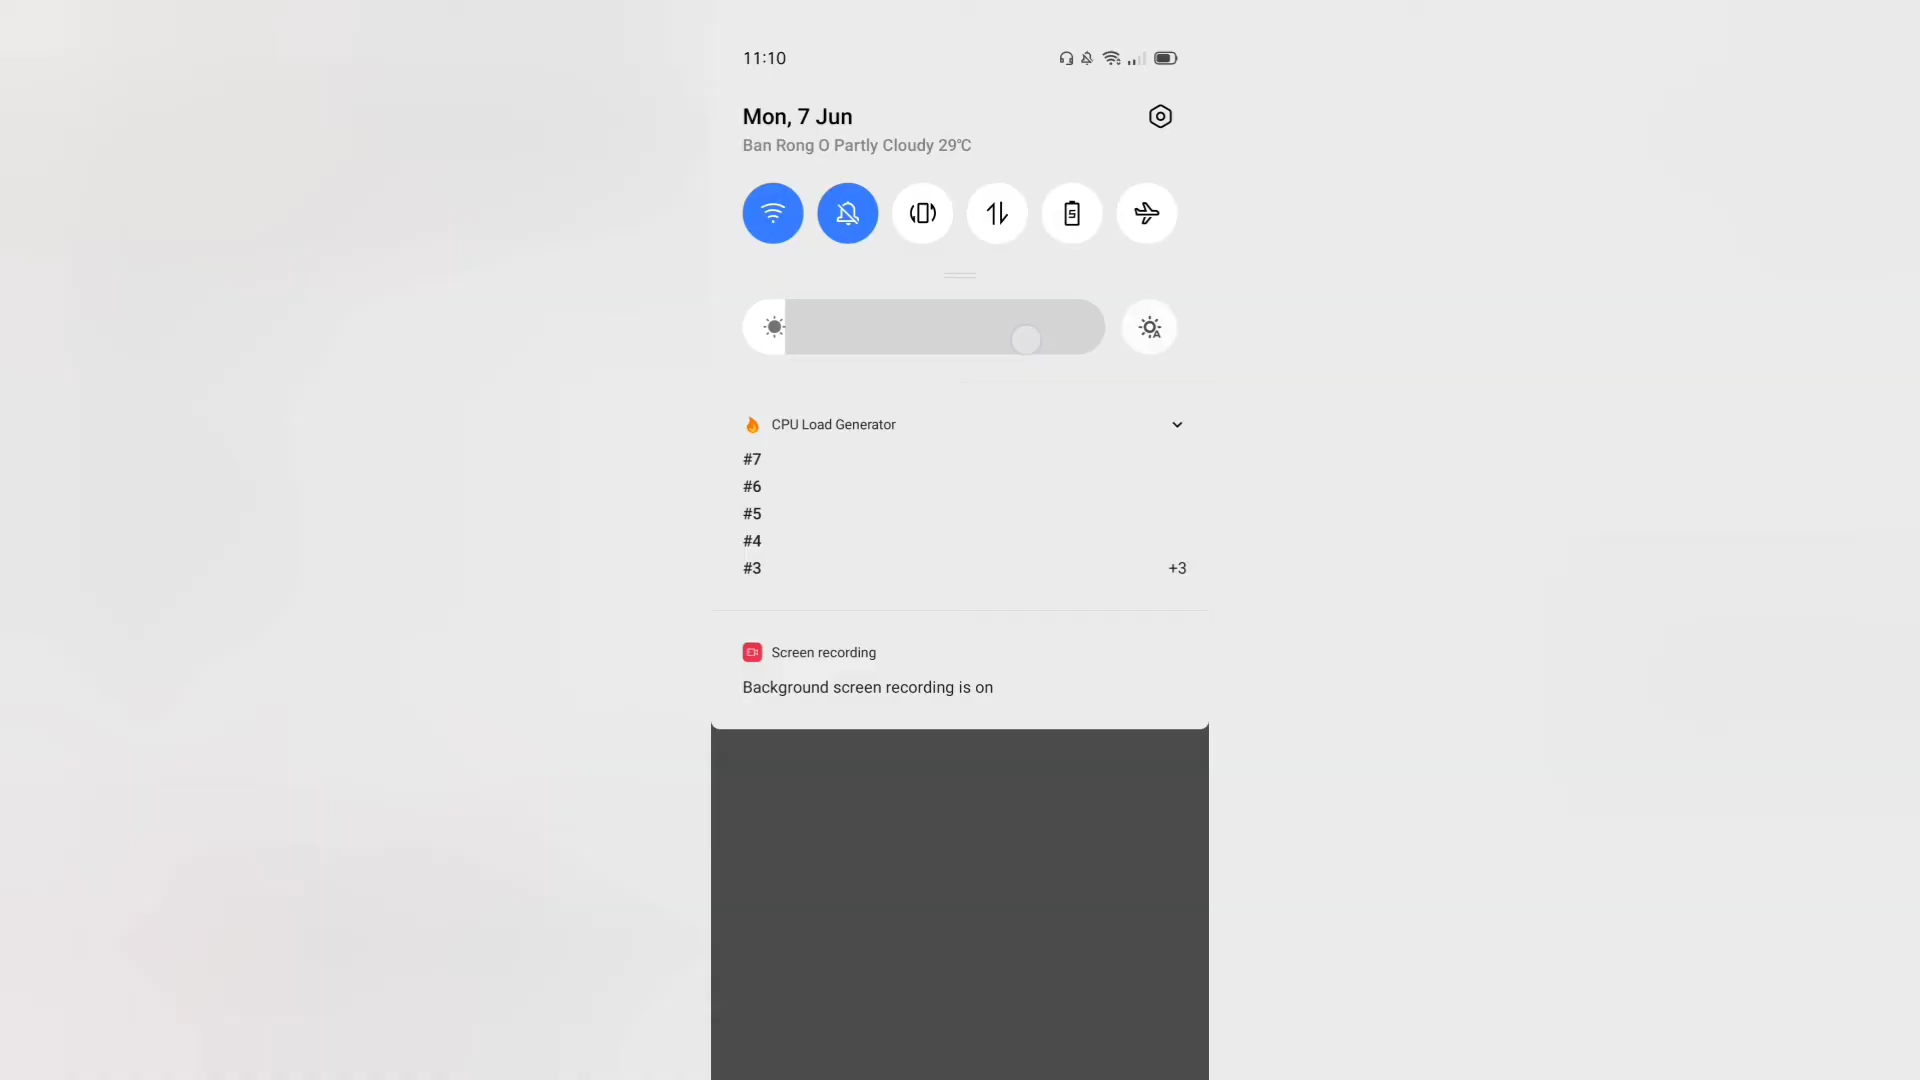 11:10
Mon, 7 Jun
Ban Rong O Partly Cloudy 29°C
CPU Load Generator
#7
#6
#5
#4
#3
+3
Screen recording
Background screen recording is on